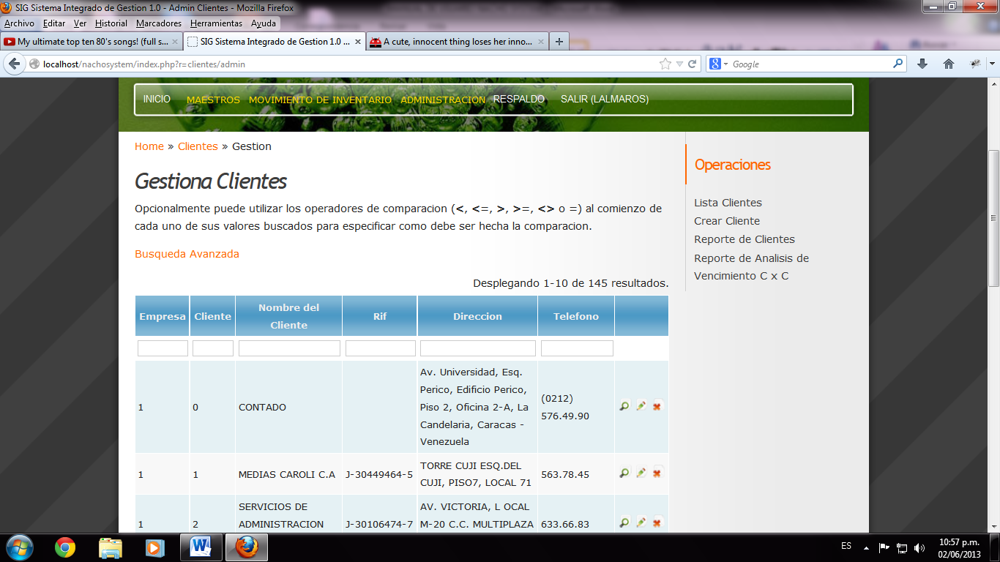 SIG Sistema Integrado de Gestion 1.0 - Admin Clientes - Mozilla Firefox
Archivo Editar Ver Historial Marcadores Herramientas Ayuda
My ultimate top ten 80's songs! (full s...
SIG Sistema Integrado de Gestion 1.0 ...
A cute, innocent thing loses her inno...
localhost/nachosystem/index.php?r=clientes/admin
Google
INICIO MAESTROS MOVIMIENTO DE INVENTARIO ADMINISTRACION RESPALDO SALIR (LALMAROS)
Home » Clientes » Gestion
Gestiona Clientes
Opcionalmente puede utilizar los operadores de comparacion (<, <=, >, >=, <> o =) al comienzo de
cada uno de sus valores buscados para especificar como debe ser hecha la comparacion.
Busqueda Avanzada
Desplegando 1-10 de 145 resultados.
Empresa Cliente Nombre del Cliente Rif Direccion Telefono
1 0 CONTADO
Av. Universidad, Esq.
Perico, Edificio Perico,
Piso 2, Oficina 2-A, La
Candelaria, Caracas -
Venezuela
(0212)
576.49.90
1 1 MEDIAS CAROLI C.A J-30449464-5
TORRE CUJI ESQ.DEL
CUJI, PISO7, LOCAL 71
563.78.45
1 2
SERVICIOS DE
ADMINISTRACION
J-30106474-7
AV. VICTORIA, L OCAL
M-20 C.C. MULTIPLAZA
633.66.83
Operaciones
Lista Clientes
Crear Cliente
Reporte de Clientes
Reporte de Analisis de
Vencimiento C x C
ES
10:57 p.m.
02/06/2013